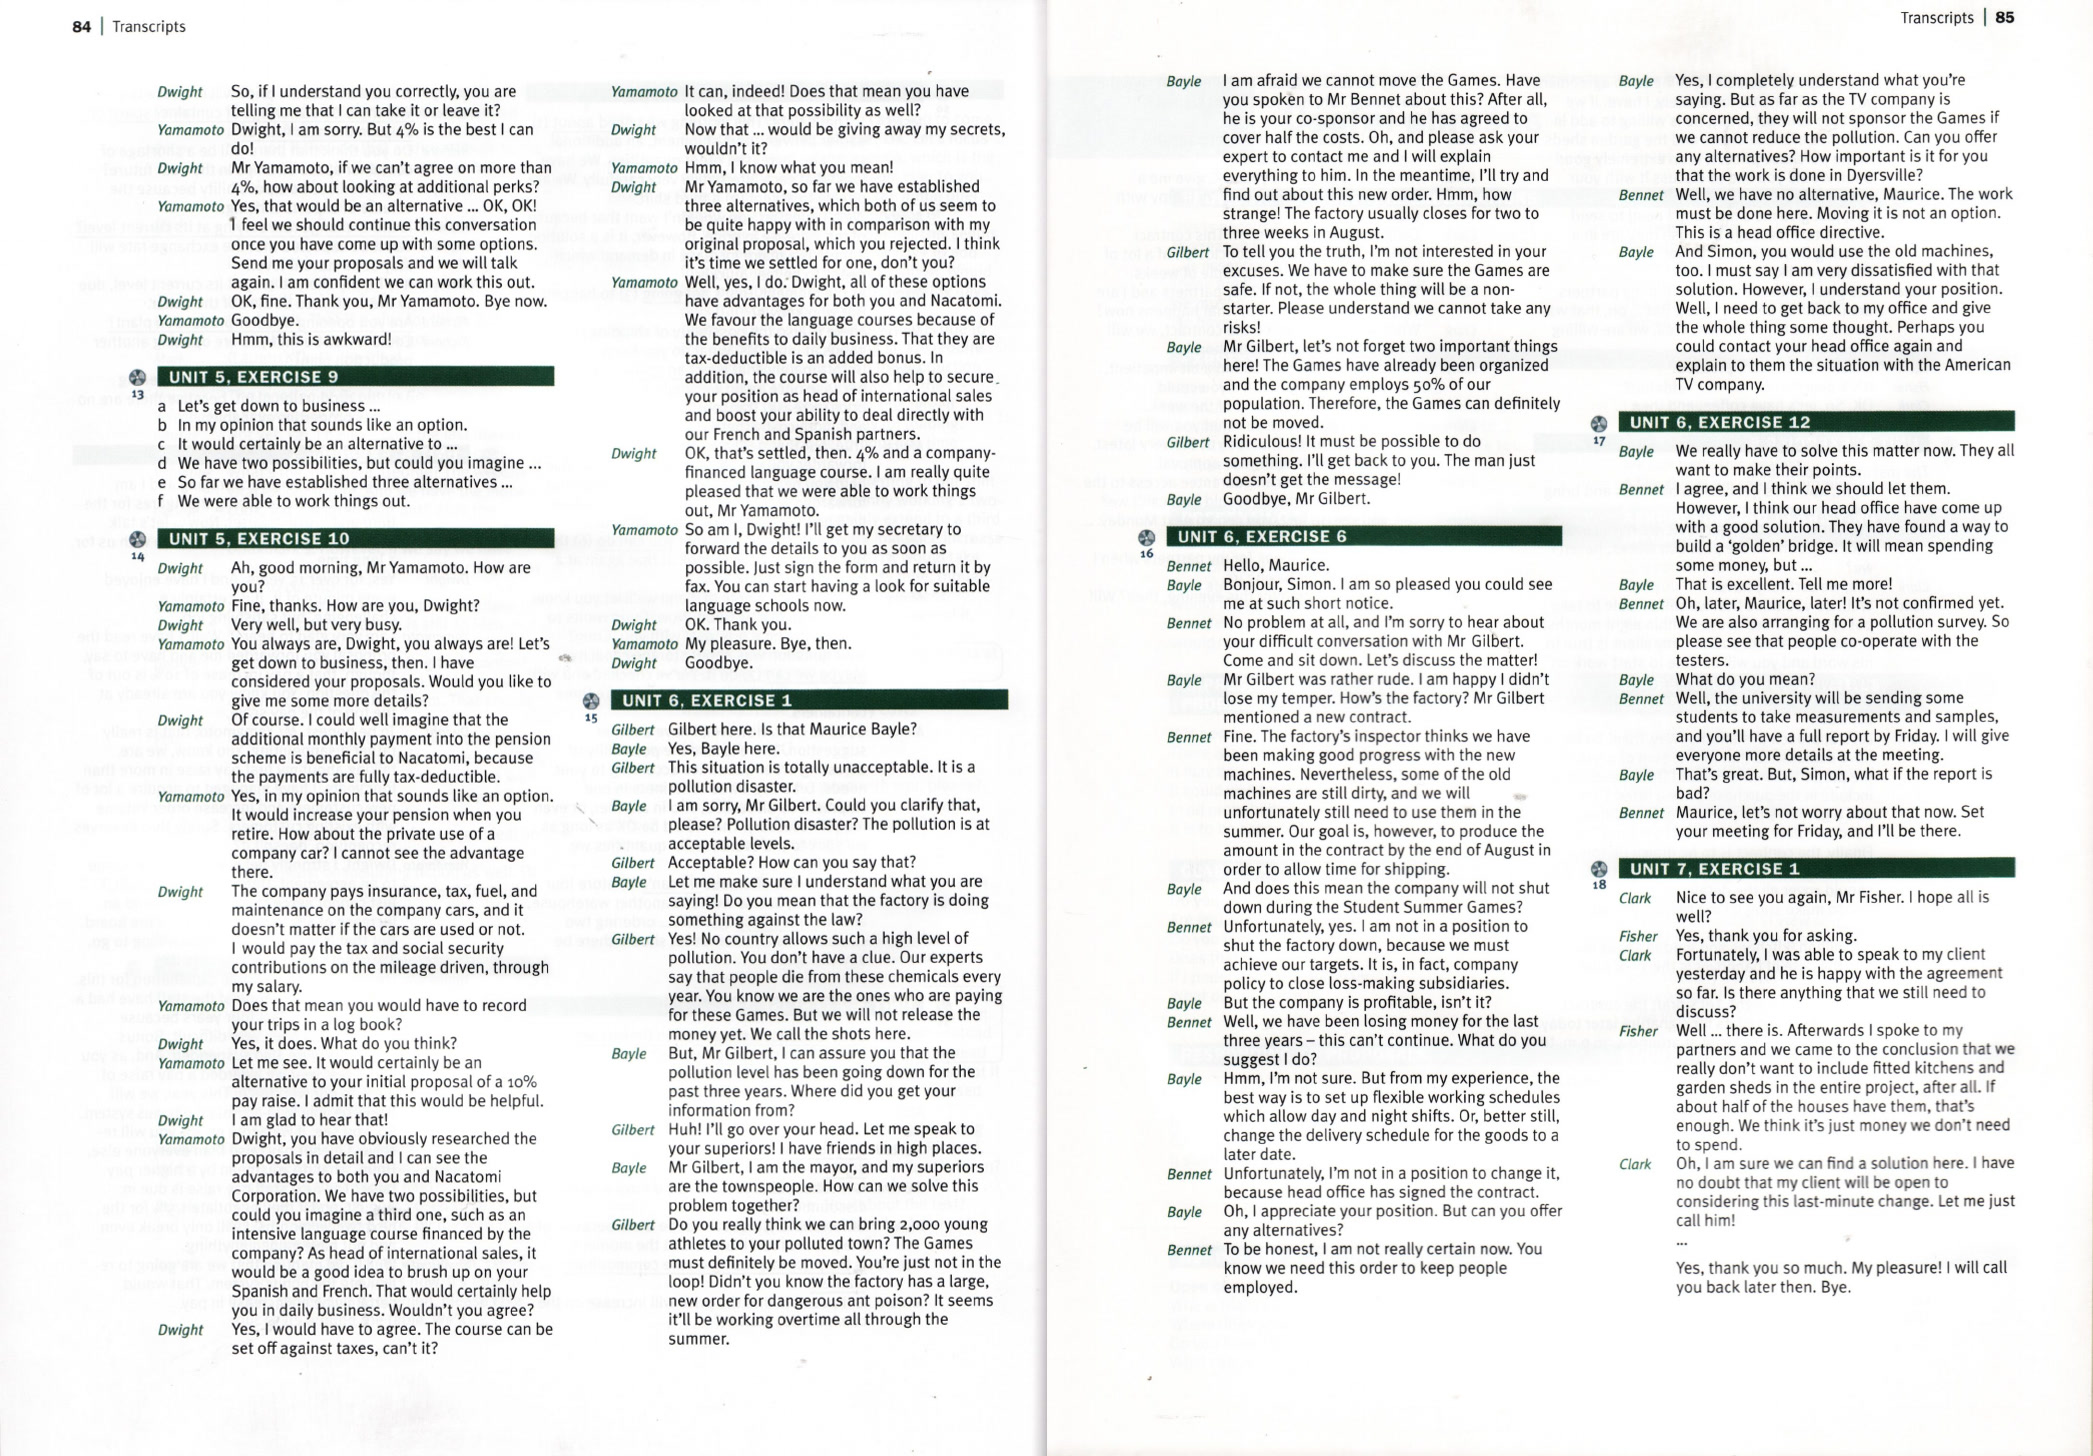 84 | Transcripts
Dwight So, if I understand you correctly, you are
telling me that I can take it or leave it?
Yamamoto Dwight, I am sorry. But 4% is the best I can
do!
Dwight Mr Yamamoto, if we can't agree on more than
4%, how about looking at additional perks?
Yamamoto Yes, that would be an alternative ... OK, OK!
I feel we should continue this conversation
once you have come up with some options.
Send me your proposals and we will talk
again. I am confident we can work this out.
Dwight OK, fine. Thank you, Mr Yamamoto. Bye now.
Yamamoto Goodbye.
Dwight Hmm, this is awkward!
UNIT 5, EXERCISE 9
13
a Let's get down to business ...
b In my opinion that sounds like an option.
c It would certainly be an alternative to ...
d We have two possibilities, but could you imagine ...
e So far we have established three alternatives ...
f We were able to work things out.
UNIT 5, EXERCISE 10
14
Dwight Ah, good morning, Mr Yamamoto. How are
you?
Yamamoto Fine, thanks. How are you, Dwight?
Dwight Very well, but very busy.
Yamamoto You always are, Dwight, you always are! Let's
get down to business, then. I have
considered your proposals. Would you like to
give me some more details?
Dwight Of course. I could well imagine that the
additional monthly payment into the pension
scheme is beneficial to Nacatomi, because
the payments are fully tax-deductible.
Yamamoto Yes, in my opinion that sounds like an option.
It would increase your pension when you
retire. How about the private use of a
company car? I cannot see the advantage
there.
Dwight The company pays insurance, tax, fuel, and
maintenance on the company cars, and it
doesn't matter if the cars are used or not.
I would pay the tax and social security
contributions on the mileage driven, through
my salary.
Yamamoto Does that mean you would have to record
your trips in a log book?
Dwight Yes, it does. What do you think?
Yamamoto Let me see. It would certainly be an
alternative to your initial proposal of a 10%
pay raise. I admit that this would be helpful.
Dwight I am glad to hear that!
Yamamoto Dwight, you have obviously researched the
proposals in detail and I can see the
advantages to both you and Nacatomi
Corporation. We have two possibilities, but
could you imagine a third one, such as an
intensive language course financed by the
company? As head of international sales, it
would be a good idea to brush up on your
Spanish and French. That would certainly help
you in daily business. Wouldn't you agree?
Dwight Yes, I would have to agree. The course can be
set off against taxes, can't it?
Yamamoto It can, indeed! Does that mean you have
looked at that possibility as well?
Dwight Now that ... would be giving away my secrets,
wouldn't it?
Yamamoto Hmm, I know what you mean!
Dwight Mr Yamamoto, so far we have established
three alternatives, which both of us seem to
be quite happy with in comparison with my
original proposal, which you rejected. I think
it's time we settled for one, don't you?
Yamamoto Well, yes, I do. Dwight, all of these options
have advantages for both you and Nacatomi.
We favour the language courses because of
the benefits to daily business. That they are
tax-deductible is an added bonus. In
addition, the course will also help to secure
your position as head of international sales
and boost your ability to deal directly with
our French and Spanish partners.
Dwight OK, that's settled, then. 4% and a company-
financed language course. I am really quite
pleased that we were able to work things
out, Mr Yamamoto.
Yamamoto So am I, Dwight! I'll get my secretary to
forward the details to you as soon as
possible. Just sign the form and return it by
fax. You can start having a look for suitable
language schools now.
Dwight OK. Thank you.
Yamamoto My pleasure. Bye, then.
Dwight Goodbye.
UNIT 6, EXERCISE 1
15
Gilbert Gilbert here. Is that Maurice Bayle?
Bayle Yes, Bayle here.
Gilbert This situation is totally unacceptable. It is a
pollution disaster.
Bayle I am sorry, Mr Gilbert. Could you clarify that,
please? Pollution disaster? The pollution is at
acceptable levels.
Gilbert Acceptable? How can you say that?
Bayle Let me make sure I understand what you are
saying! Do you mean that the factory is doing
something against the law?
Gilbert Yes! No country allows such a high level of
pollution. You don't have a clue. Our experts
say that people die from these chemicals every
year. You know we are the ones who are paying
for these Games. But we will not release the
money yet. We call the shots here.
Bayle But, Mr Gilbert, I can assure you that the
pollution level has been going down for the
past three years. Where did you get your
information from?
Gilbert Huh! I'll go over your head. Let me speak to
your superiors! I have friends in high places.
Bayle Mr Gilbert, I am the mayor, and my superiors
are the townspeople. How can we solve this
problem together?
Gilbert Do you really think we can bring 2,000 young
athletes to your polluted town? The Games
must definitely be moved. You're just not in the
loop! Didn't you know the factory has a large,
new order for dangerous ant poison? It seems
it'll be working overtime all through the
summer.
Transcripts | 85
Bayle I am afraid we cannot move the Games. Have
you spoken to Mr Bennet about this? After all,
he is your co-sponsor and he has agreed to
cover half the costs. Oh, and please ask your
expert to contact me and I will explain
everything to him. In the meantime, I'll try and
find out about this new order. Hmm, how
strange! The factory usually closes for two to
three weeks in August.
Gilbert To tell you the truth, I'm not interested in your
excuses. We have to make sure the Games are
safe. If not, the whole thing will be a non-
starter. Please understand we cannot take any
risks!
Bayle Mr Gilbert, let's not forget two important things
here! The Games have already been organized
and the company employs 50% of our
population. Therefore, the Games can definitely
not be moved.
Gilbert Ridiculous! It must be possible to do
something. I'll get back to you. The man just
doesn't get the message!
Bayle Goodbye, Mr Gilbert.
UNIT 6, EXERCISE 6
16
Bennet Hello, Maurice.
Bayle Bonjour, Simon. I am so pleased you could see
me at such short notice.
Bennet No problem at all, and I'm sorry to hear about
your difficult conversation with Mr Gilbert.
Come and sit down. Let's discuss the matter!
Bayle Mr Gilbert was rather rude. I am happy I didn't
lose my temper. How's the factory? Mr Gilbert
mentioned a new contract.
Bennet Fine. The factory's inspector thinks we have
been making good progress with the new
machines. Nevertheless, some of the old
machines are still dirty, and we will
unfortunately still need to use them in the
summer. Our goal is, however, to produce the
amount in the contract by the end of August in
order to allow time for shipping.
Bayle And does this mean the company will not shut
down during the Student Summer Games?
Bennet Unfortunately, yes. I am not in a position to
shut the factory down, because we must
achieve our targets. It is, in fact, company
policy to close loss-making subsidiaries.
Bayle But the company is profitable, isn't it?
Bennet Well, we have been losing money for the last
three years – this can't continue. What do you
suggest I do?
Bayle Hmm, I'm not sure. But from my experience, the
best way is to set up flexible working schedules
which allow day and night shifts. Or, better still,
change the delivery schedule for the goods to a
later date.
Bennet Unfortunately, I'm not in a position to change it,
because head office has signed the contract.
Bayle Oh, I appreciate your position. But can you offer
any alternatives?
Bennet To be honest, I am not really certain now. You
know we need this order to keep people
employed.
Bayle Yes, I completely understand what you're
saying. But as far as the TV company is
concerned, they will not sponsor the Games if
we cannot reduce the pollution. Can you offer
any alternatives? How important is it for you
that the work is done in Dyersville?
Bennet Well, we have no alternative, Maurice. The work
must be done here. Moving it is not an option.
This is a head office directive.
Bayle And Simon, you would use the old machines,
too. I must say I am very dissatisfied with that
solution. However, I understand your position.
Well, I need to get back to my office and give
the whole thing some thought. Perhaps you
could contact your head office again and
explain to them the situation with the American
TV company.
UNIT 6, EXERCISE 12
17
Bayle We really have to solve this matter now. They all
want to make their points.
Bennet I agree, and I think we should let them.
However, I think our head office have come up
with a good solution. They have found a way to
build a 'golden' bridge. It will mean spending
some money, but ...
Bayle That is excellent. Tell me more!
Bennet Oh, later, Maurice, later! It's not confirmed yet.
We are also arranging for a pollution survey. So
please see that people co-operate with the
testers.
Bayle What do you mean?
Bennet Well, the university will be sending some
students to take measurements and samples,
and you'll have a full report by Friday. I will give
everyone more details at the meeting.
Bayle That's great. But, Simon, what if the report is
bad?
Bennet Maurice, let's not worry about that now. Set
your meeting for Friday, and I'll be there.
UNIT 7, EXERCISE 1
18
Clark Nice to see you again, Mr Fisher. I hope all is
well?
Fisher Yes, thank you for asking.
Clark Fortunately, I was able to speak to my client
yesterday and he is happy with the agreement
so far. Is there anything that we still need to
discuss?
Fisher Well ... there is. Afterwards I spoke to my
partners and we came to the conclusion that we
really don't want to include fitted kitchens and
garden sheds in the entire project, after all. If
about half of the houses have them, that's
enough. We think it's just money we don't need
to spend.
Clark Oh, I am sure we can find a solution here. I have
no doubt that my client will be open to
considering this last-minute change. Let me just
call him!
...
Yes, thank you so much. My pleasure! I will call
you back later then. Bye.